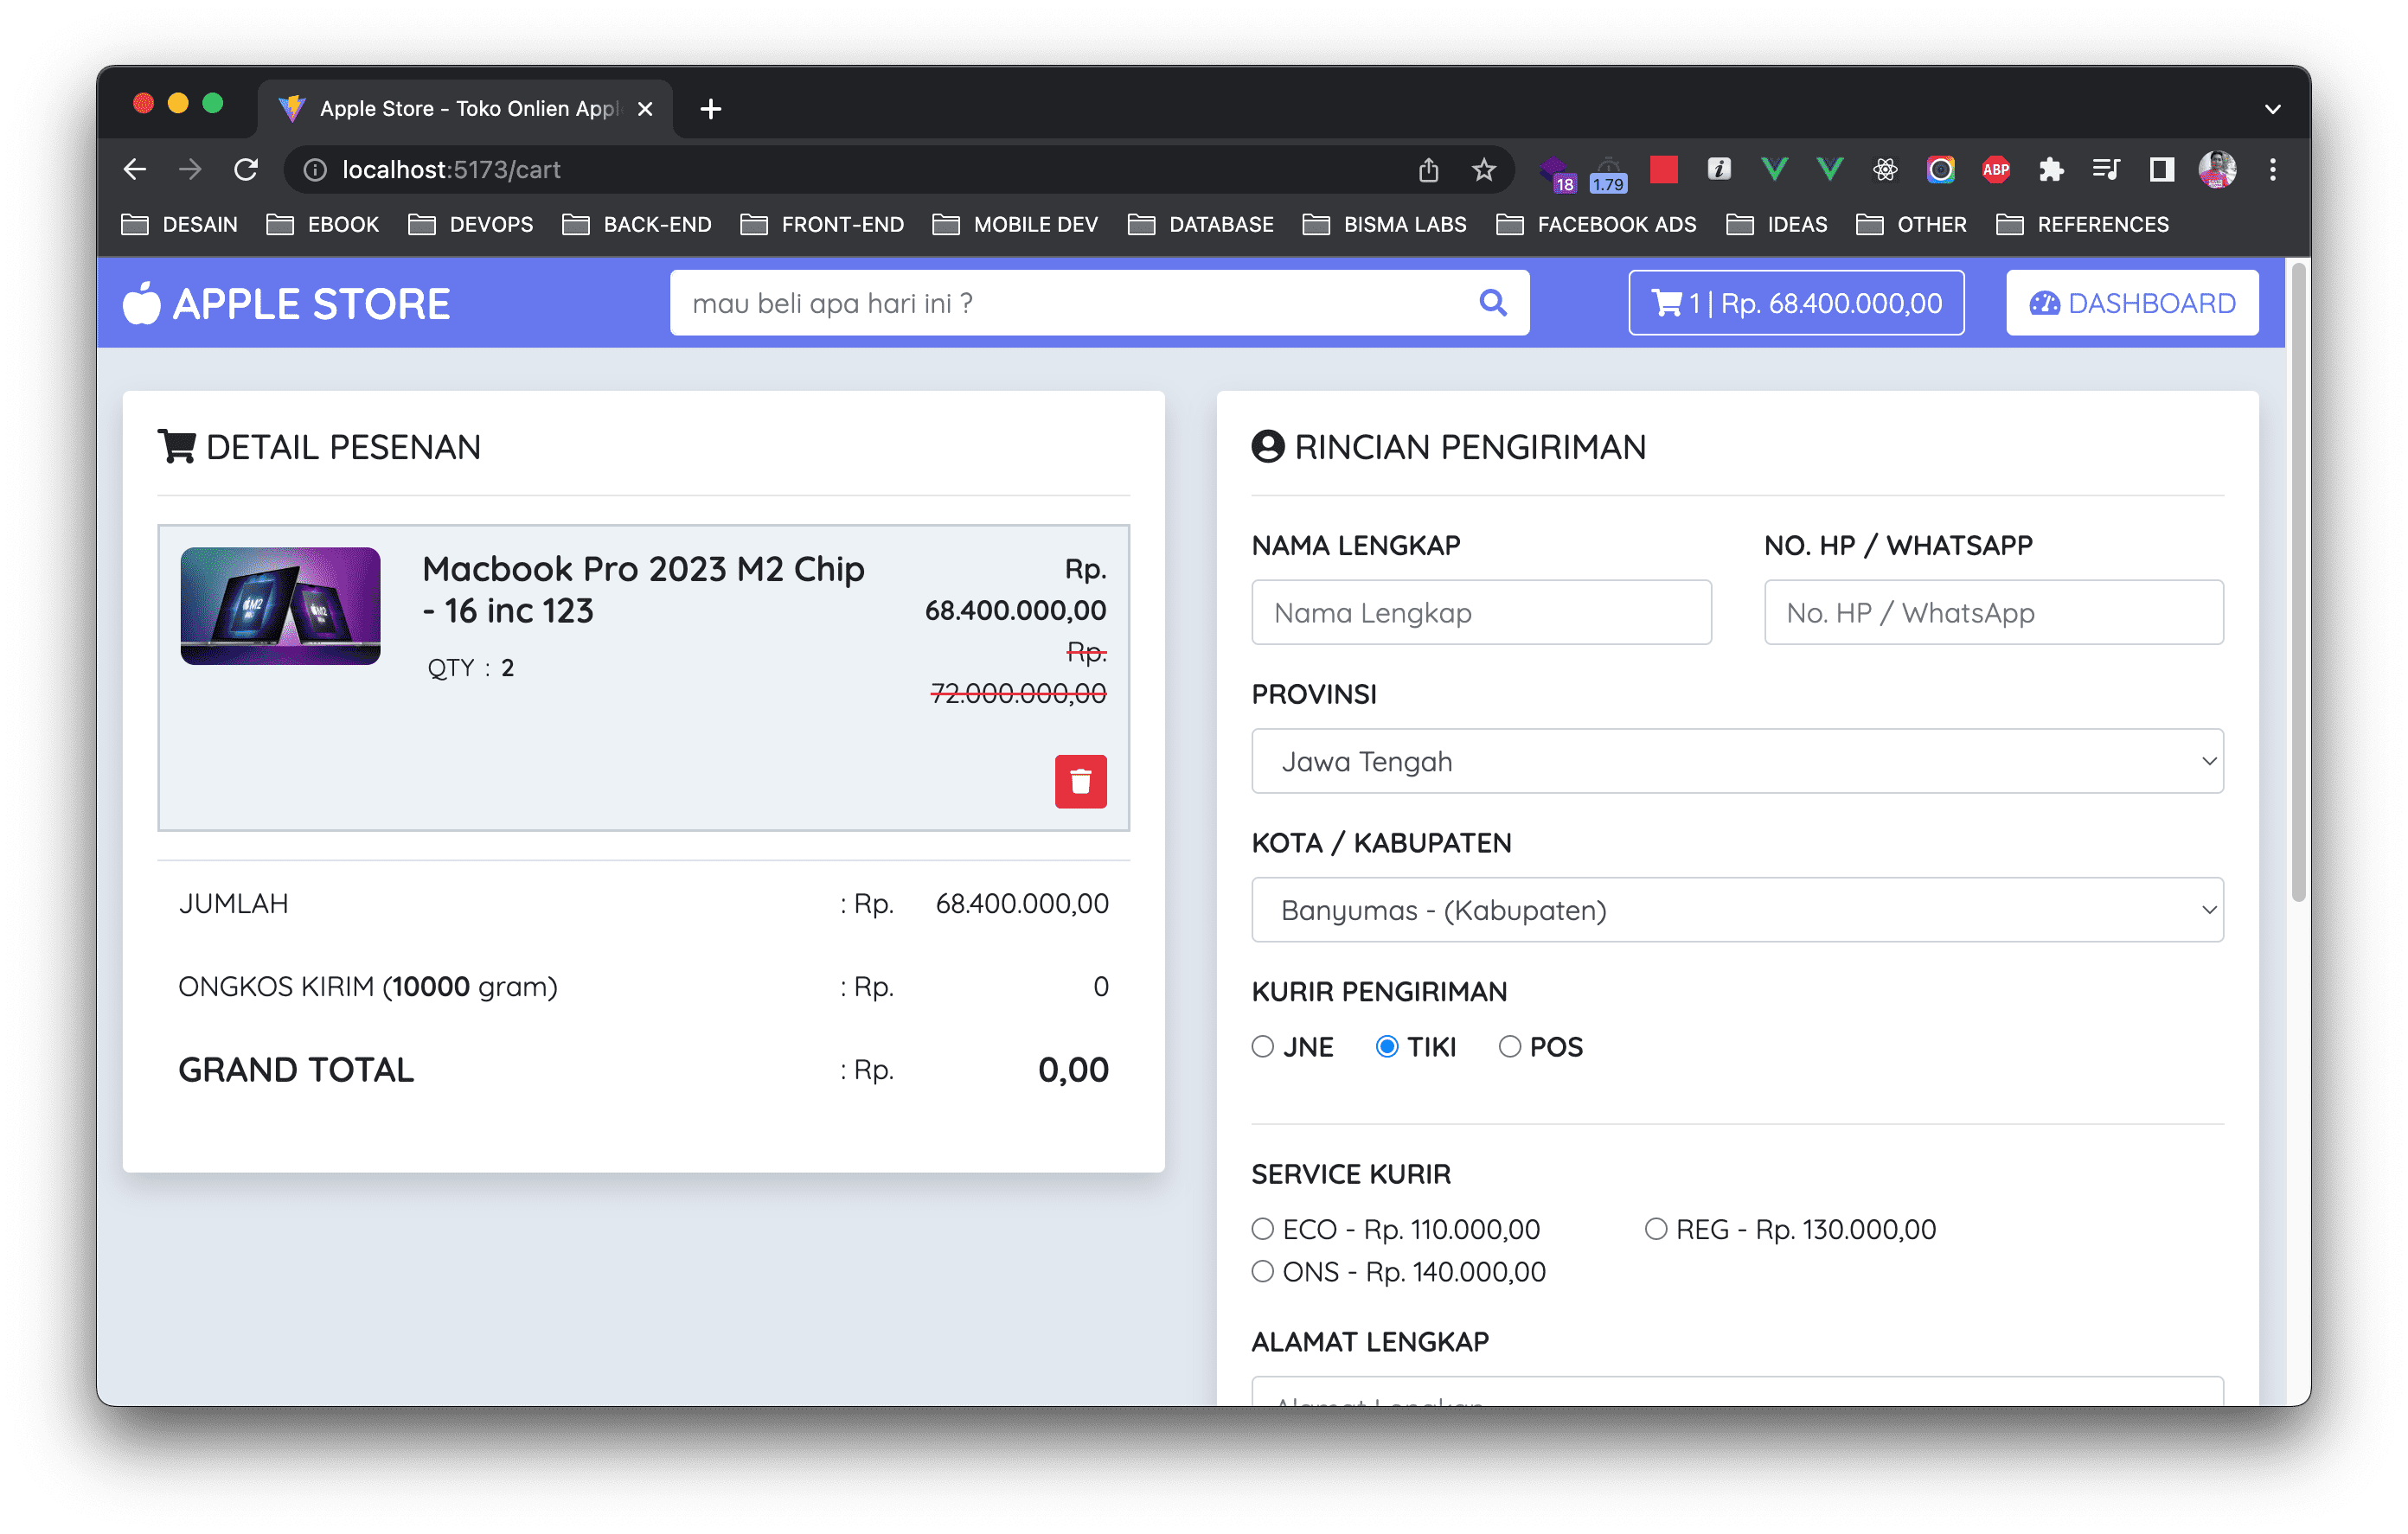 Apple Store - Toko Onlien Appl
localhost:5173/cart
18
1.79
ABP
DESAIN
EBOOK
DEVOPS
BACK-END
FRONT-END
MOBILE DEV
DATABASE
BISMA LABS
FACEBOOK ADS
IDEAS
OTHER
REFERENCES
APPLE STORE
mau beli apa hari ini ?
1 | Rp. 68.400.000,00
DASHBOARD
DETAIL PESENAN
Macbook Pro 2023 M2 Chip
- 16 inc 123
QTY : 2
Rp.
68.400.000,00
Rp.
72.000.000,00
JUMLAH : Rp. 68.400.000,00
ONGKOS KIRIM (10000 gram) : Rp. 0
GRAND TOTAL : Rp. 0,00
RINCIAN PENGIRIMAN
NAMA LENGKAP
Nama Lengkap
NO. HP / WHATSAPP
No. HP / WhatsApp
PROVINSI
Jawa Tengah
KOTA / KABUPATEN
Banyumas - (Kabupaten)
KURIR PENGIRIMAN
JNE TIKI POS
SERVICE KURIR
ECO - Rp. 110.000,00 REG - Rp. 130.000,00
ONS - Rp. 140.000,00
ALAMAT LENGKAP
Alamat Lengkap